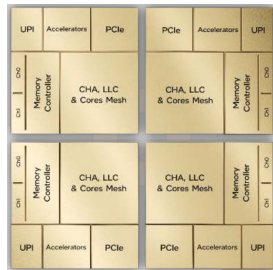 UPI Accelerators PCIe
Ch0
Ch1
Memory
Controller
CHA, LLC
& Cores Mesh
PCIe Accelerators UPI
CHA, LLC
& Cores Mesh
Memory
Controller
Ch0
Ch1
Ch0
Ch1
Memory
Controller
CHA, LLC
& Cores Mesh
UPI Accelerators PCIe
CHA, LLC
& Cores Mesh
Memory
Controller
Ch0
Ch1
PCIe Accelerators UPI